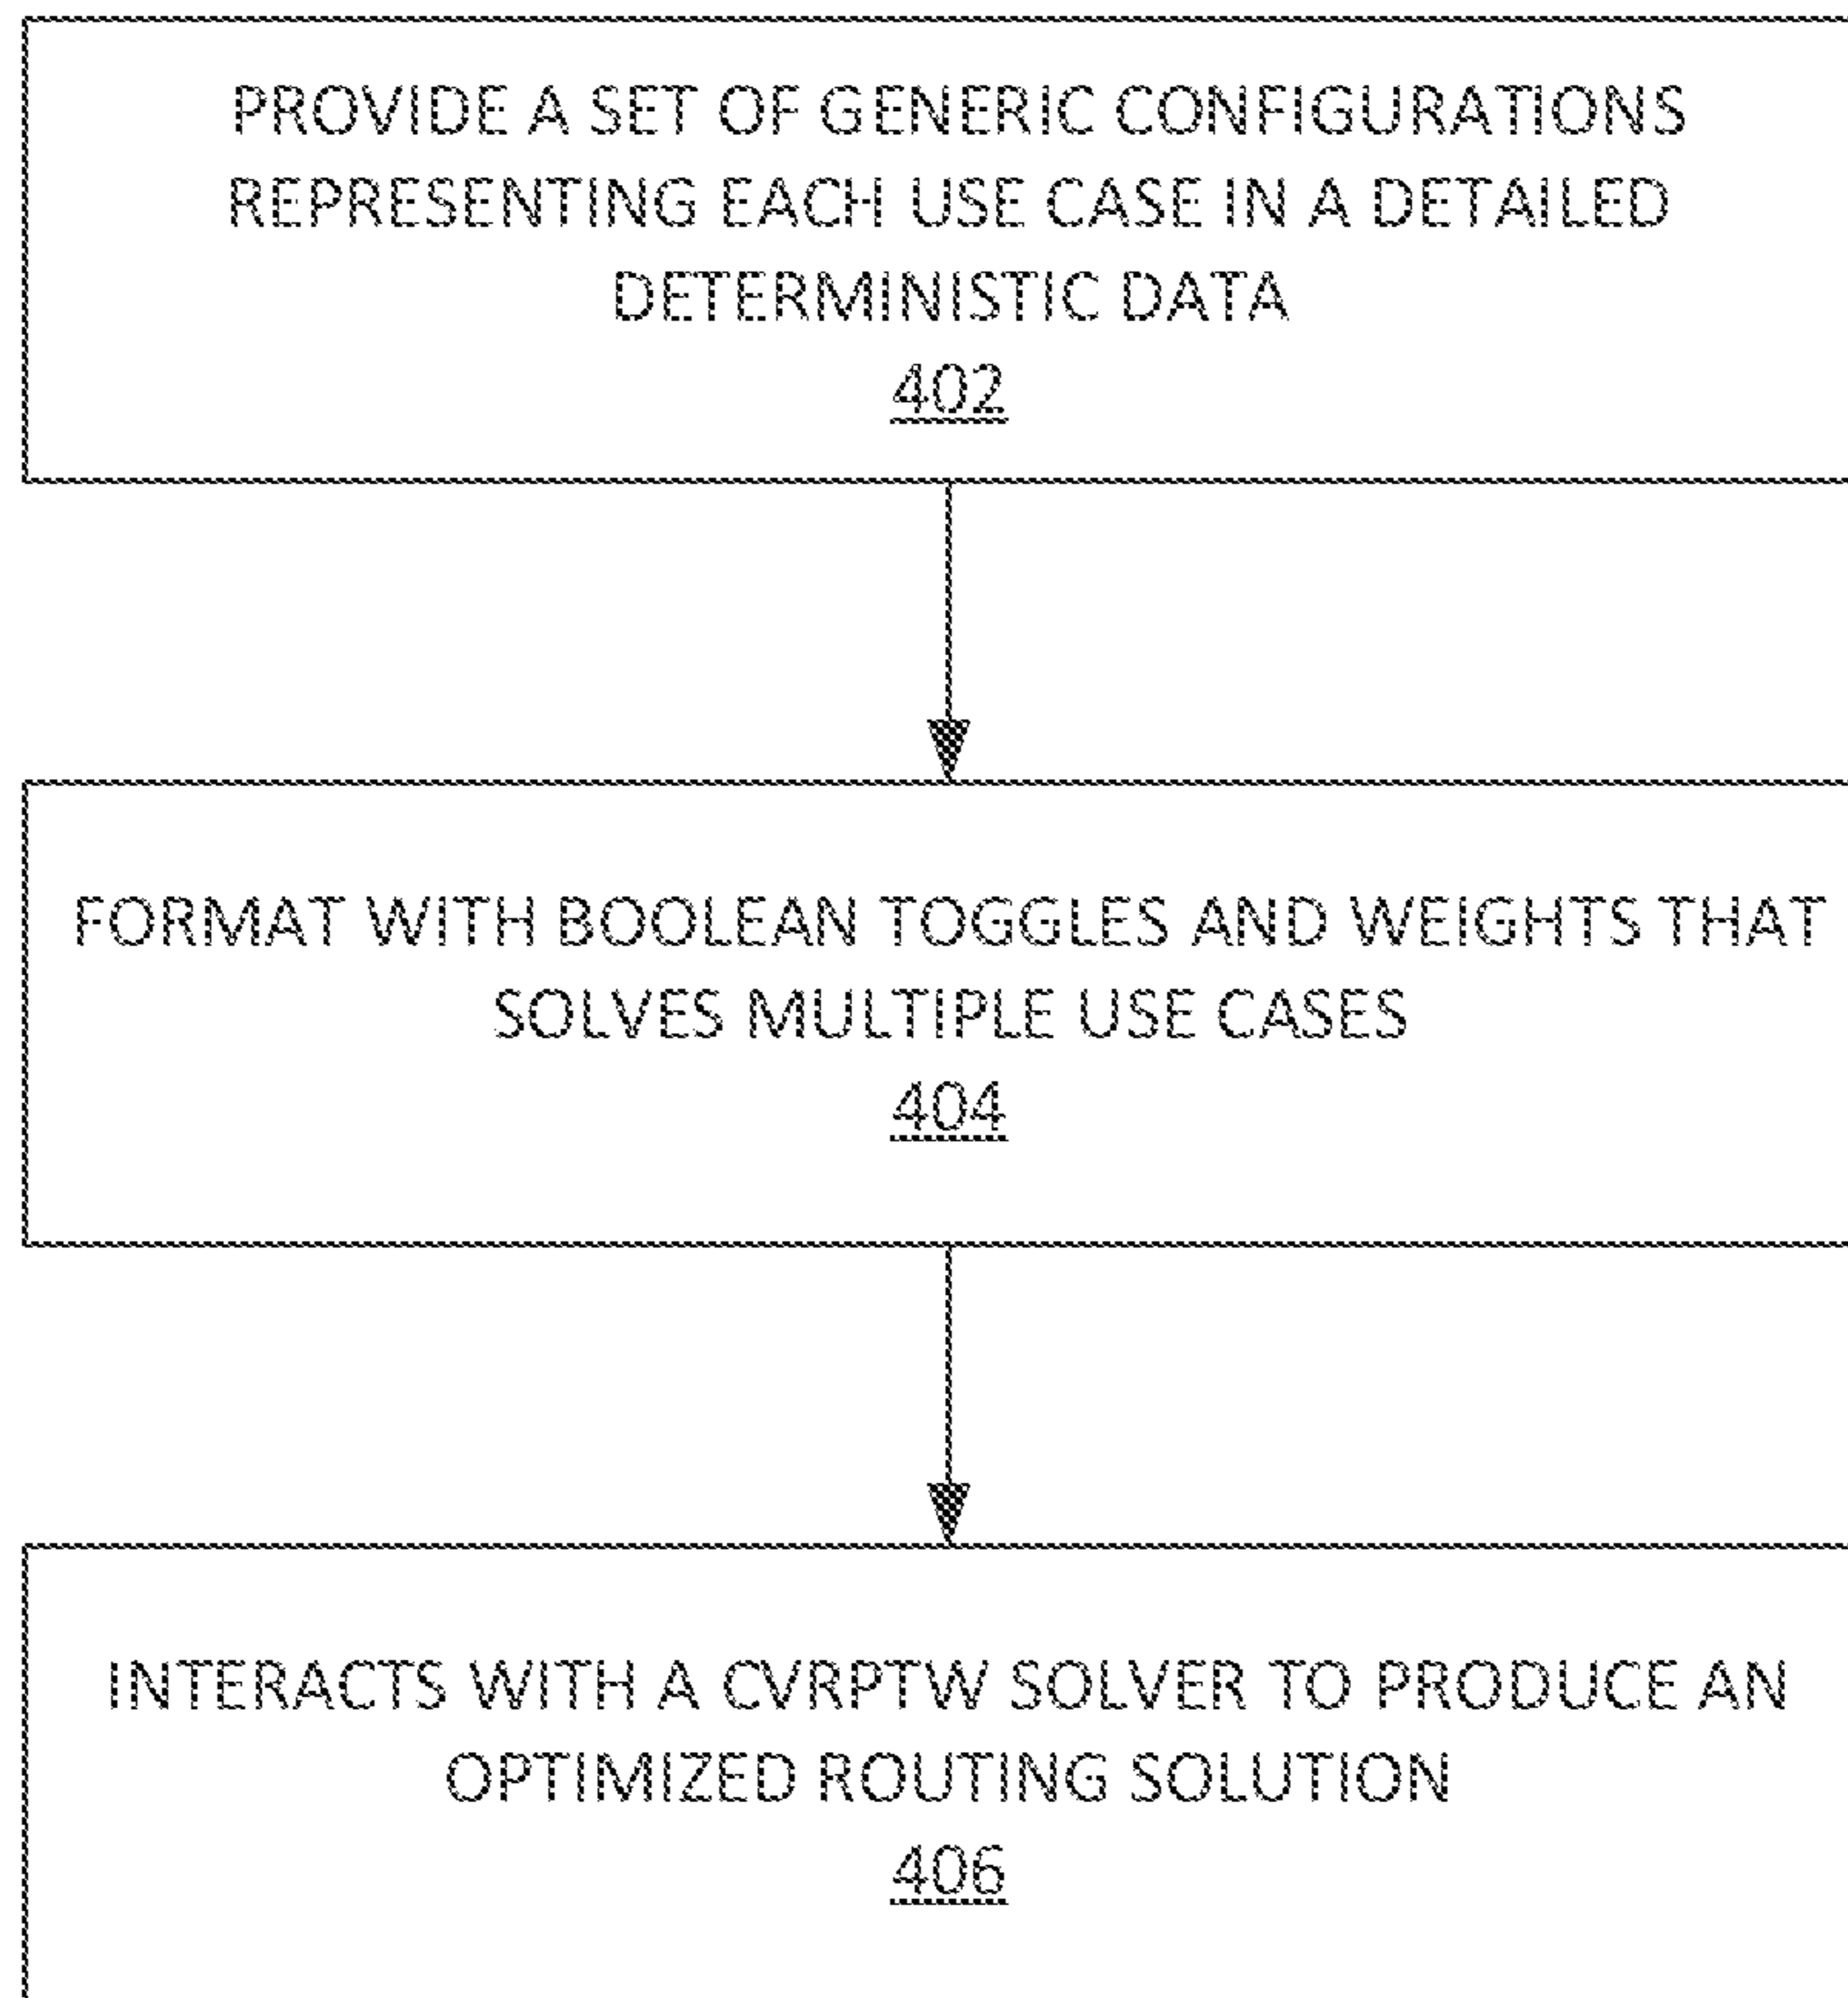 PROVIDE A SET OF GENERIC CONFIGURATIONS
REPRESENTING EACH USE CASE IN A DETAILED
DETERMINISTIC DATA
402
FORMAT WITH BOOLEAN TOGGLES AND WEIGHTS THAT
SOLVES MULTIPLE USE CASES
404
INTERACTS WITH A CVRPTW SOLVER TO PRODUCE AN
OPTIMIZED ROUTING SOLUTION
406